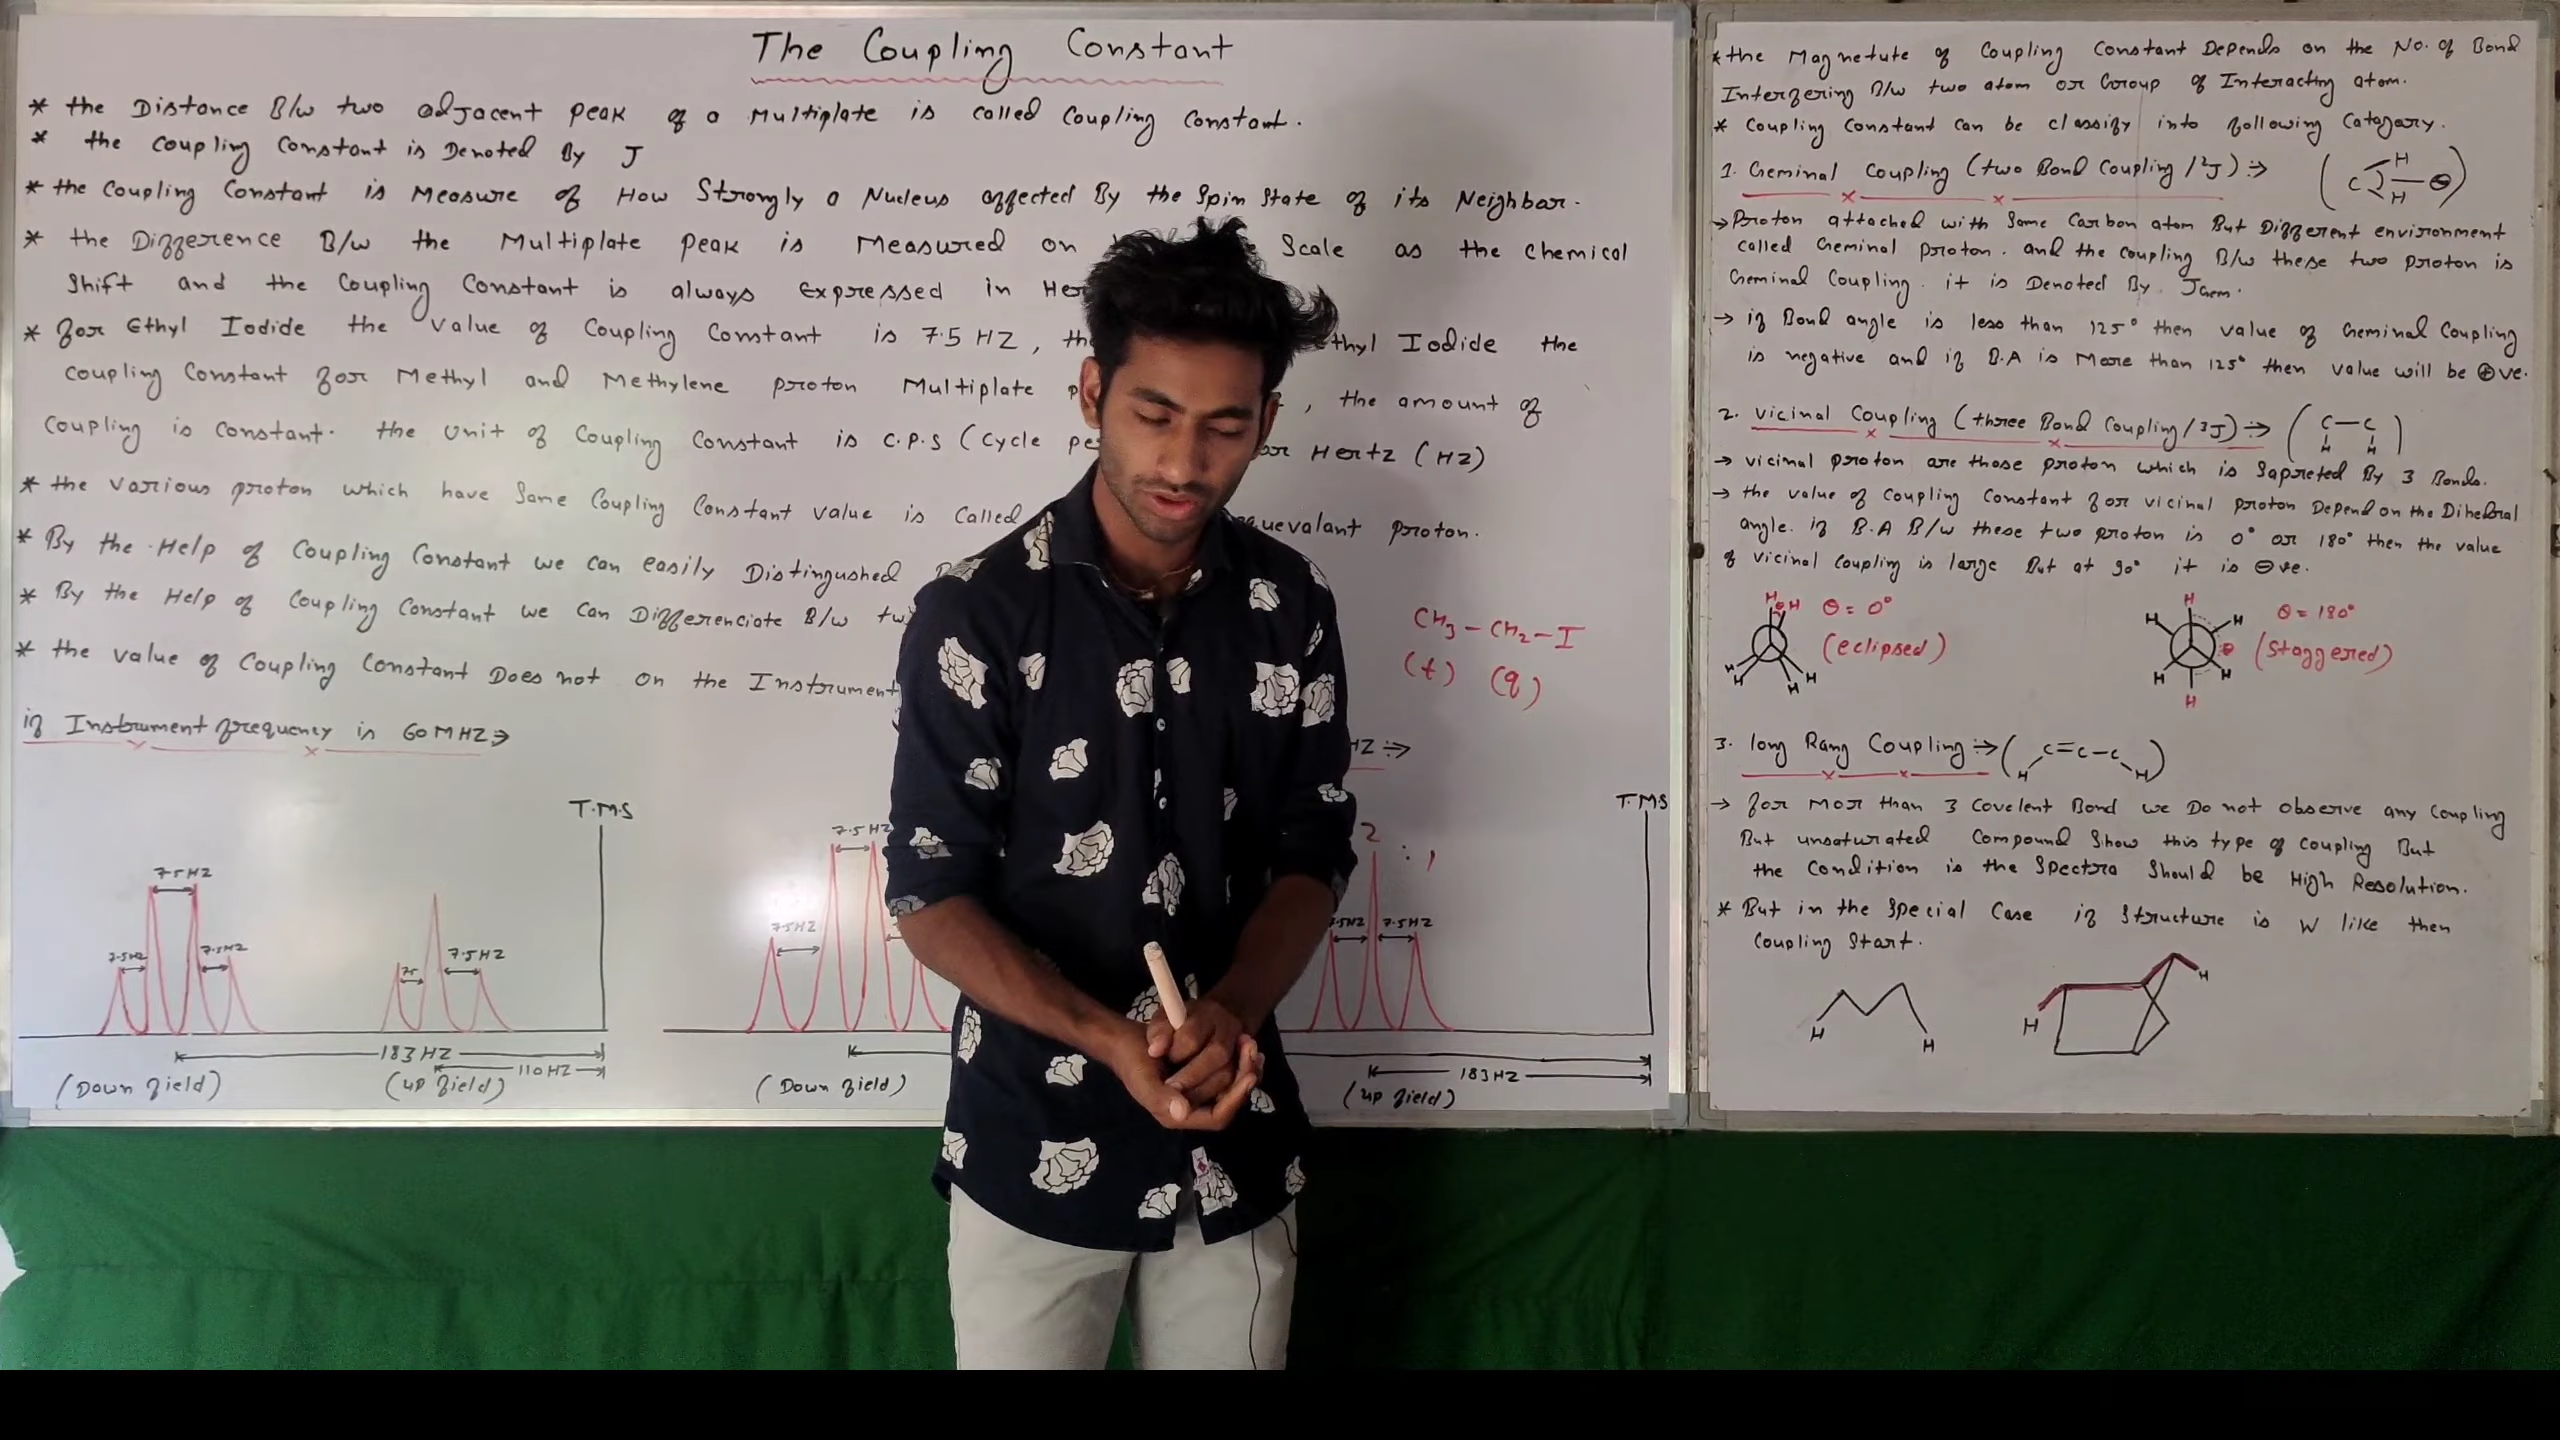 The Coupling Constant
* the Distance B/w two adjacent peak of a Multiplate is called Coupling Constant.
* the coupling Constant is Denoted By J
* the Coupling Constant is Measure of How Strongly a Nucleus affected By the Spin State of its Neighbar.
* the Difference B/w the Multiplate peak is Measured on Scale as the Chemical
Shift and the Coupling Constant is always Expressed in Her
* for Ethyl Iodide the value of Coupling Constant is 7.5 HZ, thyl Iodide the
coupling Constant for Methyl and Methylene proton Multiplate , the amount of
Coupling is Constant. the Unit of Coupling Constant is C.P.S (Cycle pe or Hertz (HZ)
* the various proton which have Same Coupling Constant value is Called quevalant proton.
* By the Help of Coupling Constant we can easily Distingushed
* By the Help of Coupling Constant we Can Differenciate B/w tw
* the value of Coupling Constant Does not on the Instrument
CH3 - CH2 - I
(t) (q)
if Instrument frequency is 60 MHZ ⇒
HZ :⇒
T.M.S
7.5 HZ
7.5HZ
7.5HZ
7.5
7.5HZ
183 HZ
110 HZ
(Down field) (up field)
T.M.S
7.5 HZ
7.5HZ
2 : 1
.5HZ 7.5HZ
183HZ
(Down field) (up field)
* the Magnetute of Coupling Constant Depends on the No. of Bond
Interfering B/w two atom or Group of Interacting atom.
* Coupling Constant can be classify into following Catagary.
1. Geminal Coupling (two Bond Coupling / ²J) :⇒ ( C H H θ )
→ Proton attached with Same Carbon atom But Different environment
called Geminal proton. and the coupling B/w these two proton is
Geminal Coupling. it is Denoted By JGem.
→ if Bond angle is less than 125° then value of Geminal Coupling
is negative and if B.A is More than 125° then value will be ⊕ve.
2. vicinal Coupling (three Bond Coupling / ³J) :⇒ ( C - C H H )
→ vicinal proton are those proton which is Sapreted By 3 Bonds.
→ the value of Coupling Constant for vicinal proton Depend on the Dihedral
angle. if B.A B/w these two proton is 0° or 180° then the value
of vicinal Coupling is large But at 90° it is ⊖ve.
H θ H θ = 0°
(eclipsed)
H H H H
H θ = 180°
H H θ (Staggered)
H H
H
3. long Rang Coupling :⇒ ( H C=C-C H )
→ for Mor than 3 Covelent Bond we Do not observe any Coupling
But unsaturated Compound Show this type of Coupling But
the Condition is the Spectra Should be High Resolution.
* But in the Special Case if Structure is W like then
Coupling Start.
H H
H H